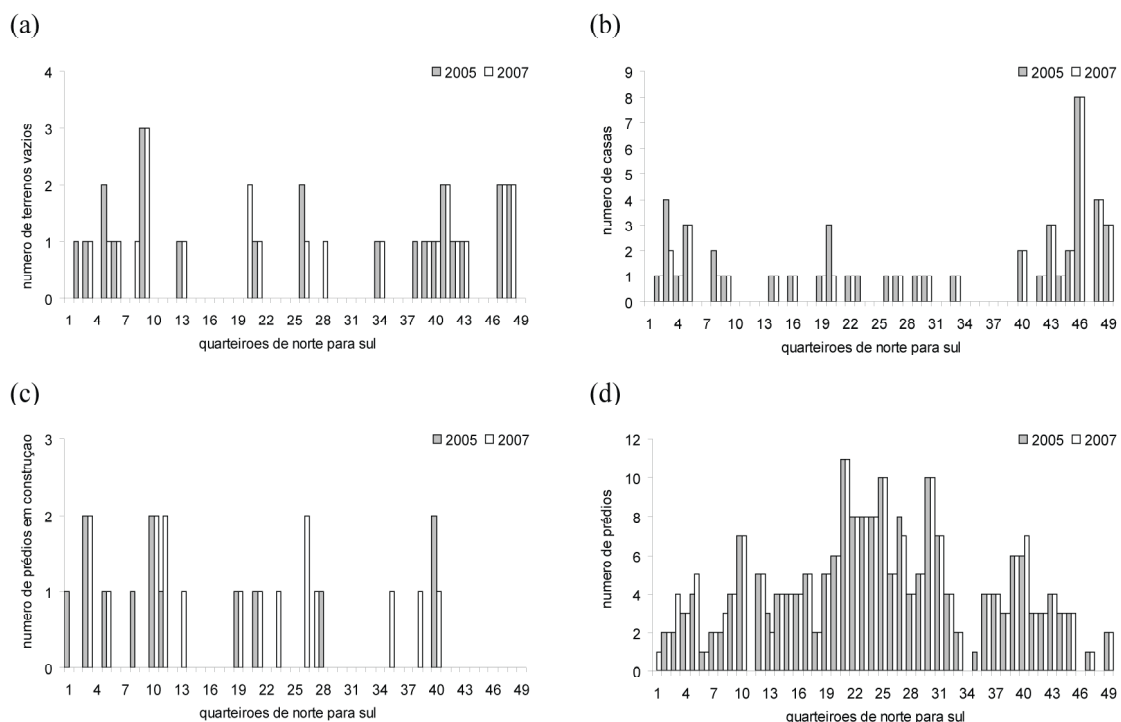 (a)
numero de terrenos vazios
2005 2007
4
3
2
1
0
1 4 7 10 13 16 19 22 25 28 31 34 37 40 43 46 49
quarteiroes de norte para sul
(b)
numero de casas
2005 2007
9
8
7
6
5
4
3
2
1
0
1 4 7 10 13 16 19 22 25 28 31 34 37 40 43 46 49
quarteiroes de norte para sul
(c)
numero de prédios em construçao
2005 2007
3
2
1
0
1 4 7 10 13 16 19 22 25 28 31 34 37 40 43 46 49
quarteiroes de norte para sul
(d)
numero de prédios
2005 2007
12
10
8
6
4
2
0
1 4 7 10 13 16 19 22 25 28 31 34 37 40 43 46 49
quarteiroes de norte para sul